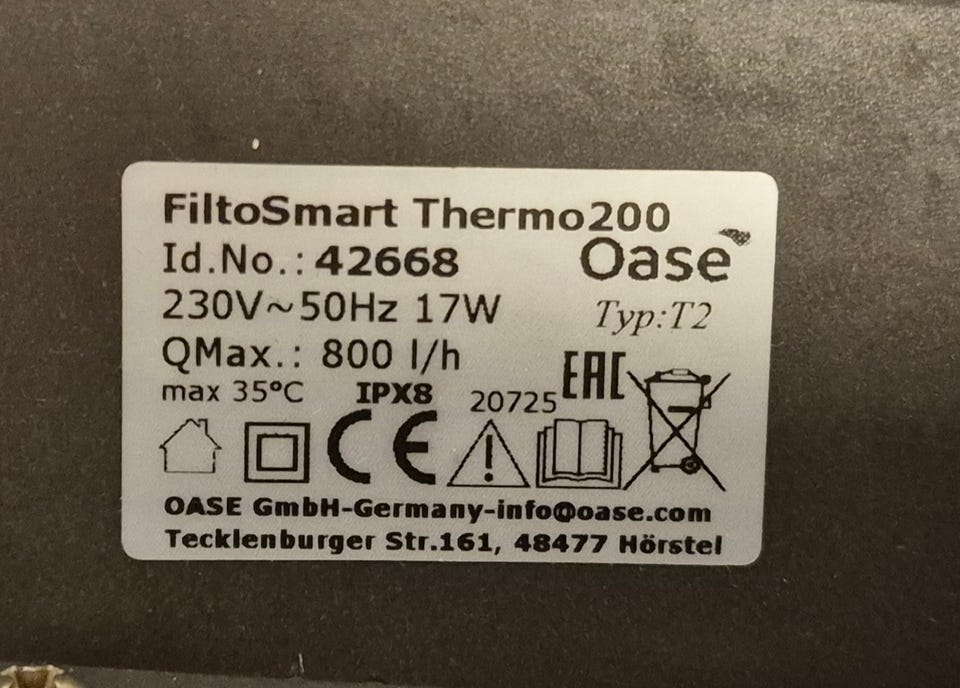 FiltoSmart Thermo200
Id.No.: 42668
Oase
230V~50Hz 17W
Typ:T2
QMax.: 800 l/h
max 35°C IPX8 20725 EAC
CE
OASE GmbH-Germany-info@oase.com
Tecklenburger Str.161, 48477 Hörstel